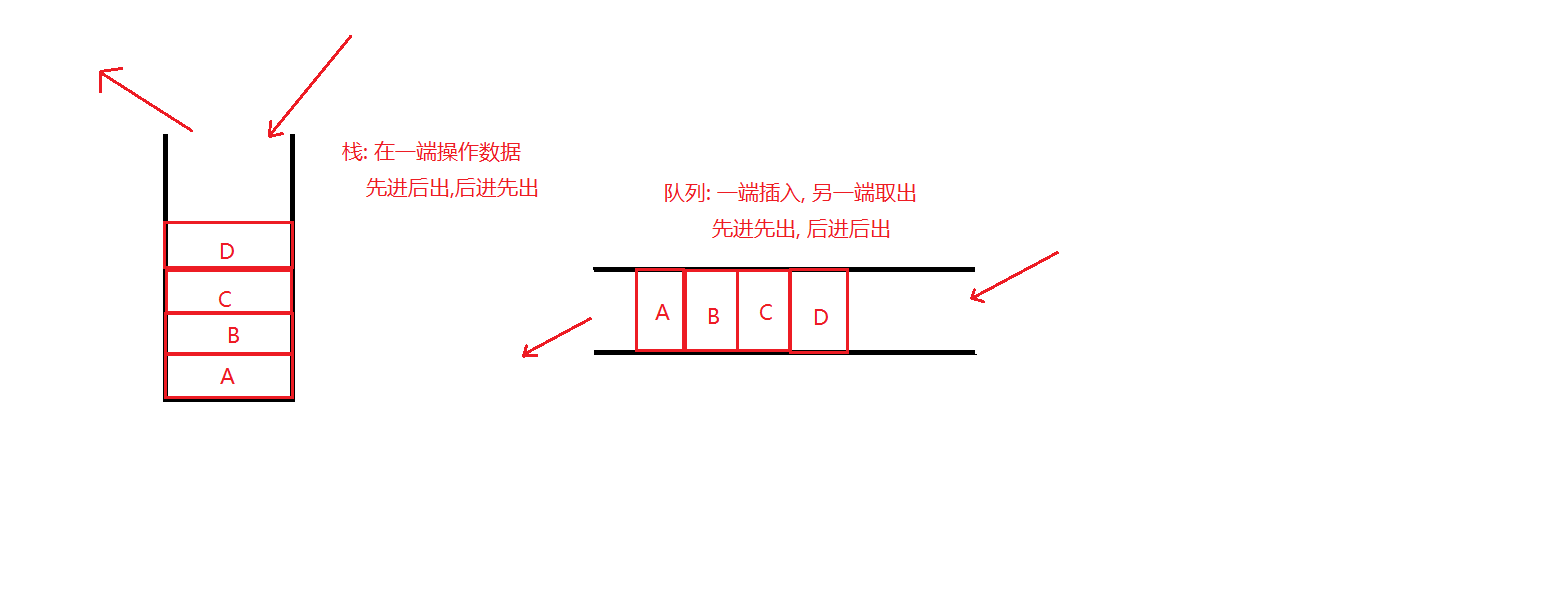 栈: 在一端操作数据
先进后出,后进先出
D
C
B
A
队列: 一端插入, 另一端取出
先进先出, 后进后出
A B C D